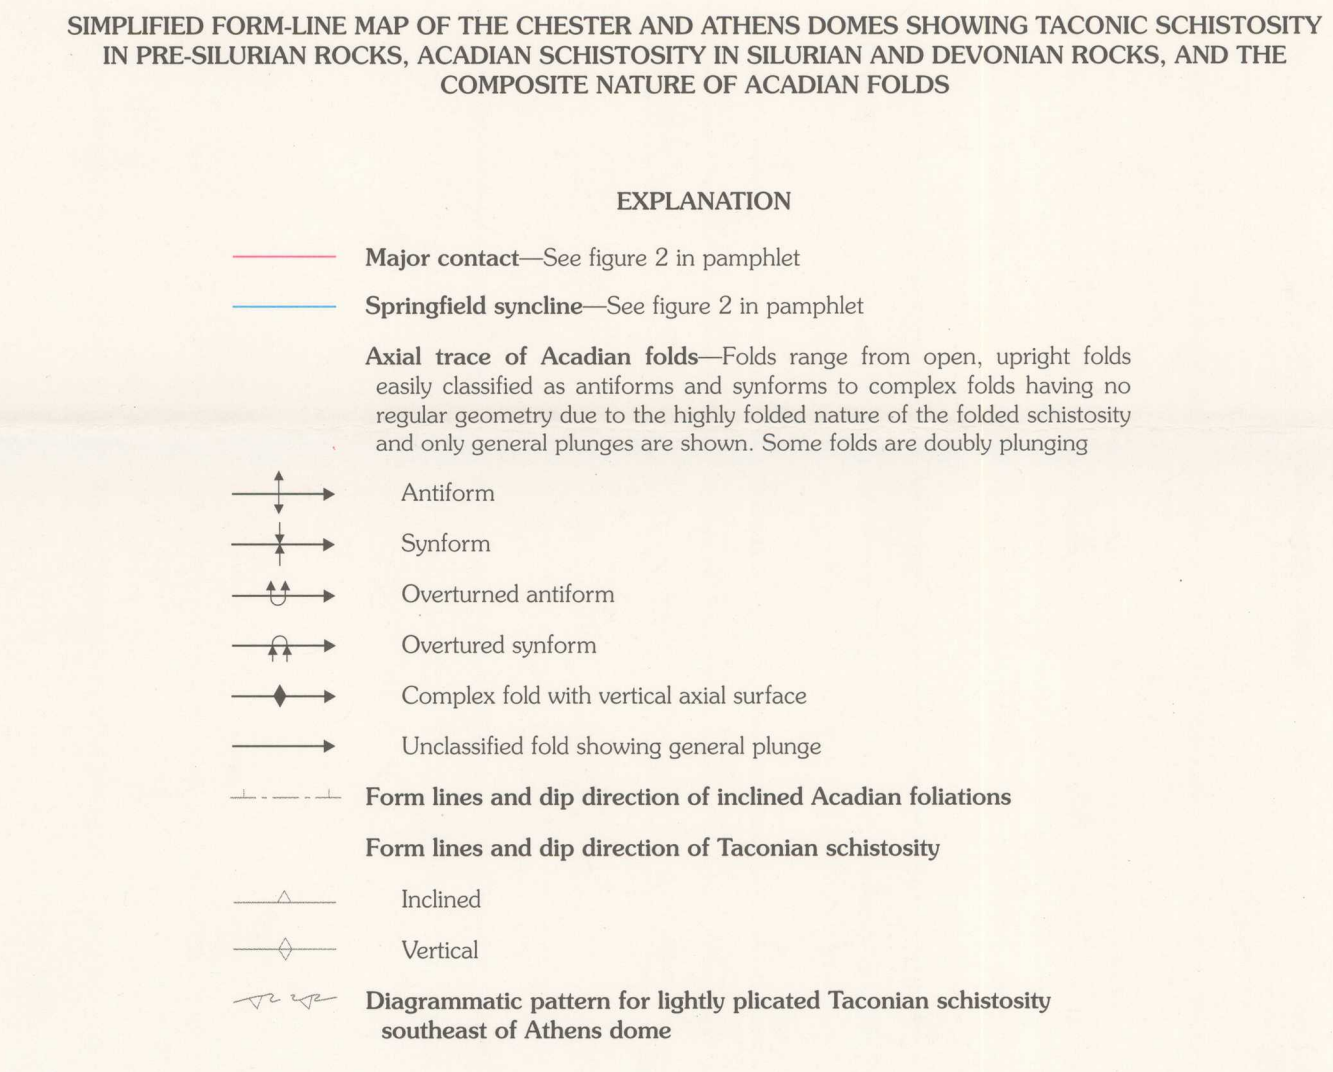 SIMPLIFIED FORM-LINE MAP OF THE CHESTER AND ATHENS DOMES SHOWING TACONIC SCHISTOSITY
IN PRE-SILURIAN ROCKS, ACADIAN SCHISTOSITY IN SILURIAN AND DEVONIAN ROCKS, AND THE
COMPOSITE NATURE OF ACADIAN FOLDS
EXPLANATION
Major contact—See figure 2 in pamphlet
Springfield syncline—See figure 2 in pamphlet
Axial trace of Acadian folds—Folds range from open, upright folds
easily classified as antiforms and synforms to complex folds having no
regular geometry due to the highly folded nature of the folded schistosity
and only general plunges are shown. Some folds are doubly plunging
Antiform
Synform
Overturned antiform
Overtured synform
Complex fold with vertical axial surface
Unclassified fold showing general plunge
Form lines and dip direction of inclined Acadian foliations
Form lines and dip direction of Taconian schistosity
Inclined
Vertical
Diagrammatic pattern for lightly plicated Taconian schistosity
southeast of Athens dome